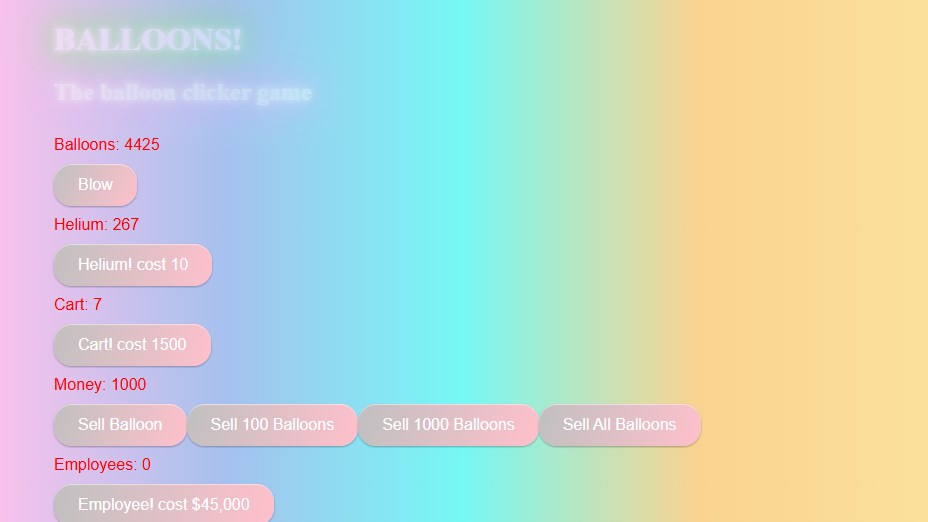 BALLOONS!
The balloon clicker game
Balloons: 4425
Blow
Helium: 267
Helium! cost 10
Cart: 7
Cart! cost 1500
Money: 1000
Sell Balloon Sell 100 Balloons Sell 1000 Balloons Sell All Balloons
Employees: 0
Employee! cost $45,000